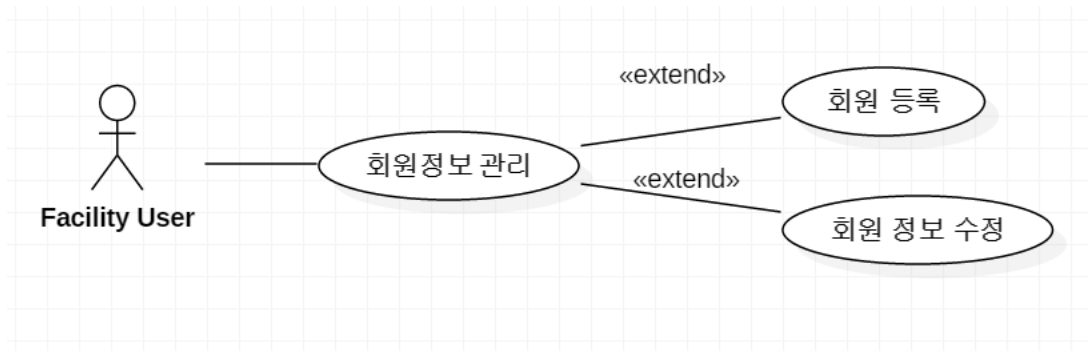 «extend»
회원 등록
회원정보 관리
«extend»
Facility User
회원 정보 수정